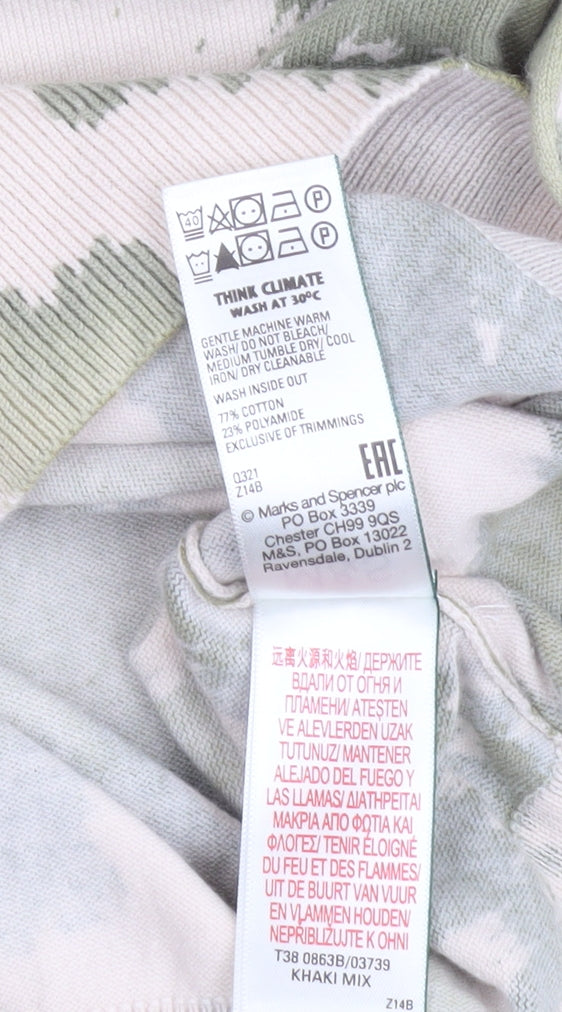 40 P
P
THINK CLIMATE
WASH AT 30ºC
GENTLE MACHINE WARM
WASH/ DO NOT BLEACH/
MEDIUM TUMBLE DRY/ COOL
IRON/ DRY CLEANABLE
WASH INSIDE OUT
77% COTTON
23% POLYAMIDE
EXCLUSIVE OF TRIMMINGS
EAC
Q321
Z14B
© Marks and Spencer plc
PO Box 3339
Chester CH99 9QS
M&S, PO Box 13022
Ravensdale, Dublin 2
远离火源和火焰/ ДЕРЖИТЕ
ВДАЛИ ОТ ОГНЯ И
ПЛАМЕНИ/ ATEŞTEN
VE ALEVLERDEN UZAK
TUTUNUZ/ MANTENER
ALEJADO DEL FUEGO Y
LAS LLAMAS/ ΔΙΑΤΗΡΕΙΤΑΙ
ΜΑΚΡΙΑ ΑΠΟ ΦΩΤΙΑ ΚΑΙ
ΦΛΟΓΕΣ/ TENIR ÉLOIGNÉ
DU FEU ET DES FLAMMES/
UIT DE BUURT VAN VUUR
EN VLAMMEN HOUDEN/
NEPŘIBLIŽUJTE K OHNI
T38 0863B/03739
KHAKI MIX
Z14B